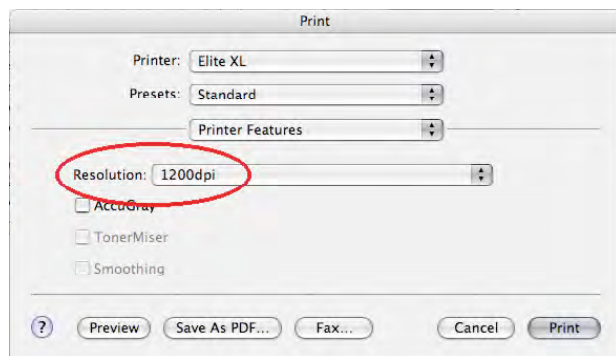 Print
Printer: Elite XL
Presets: Standard
Printer Features
Resolution: 1200dpi
AccuGray
TonerMiser
Smoothing
? Preview Save As PDF... Fax... Cancel Print